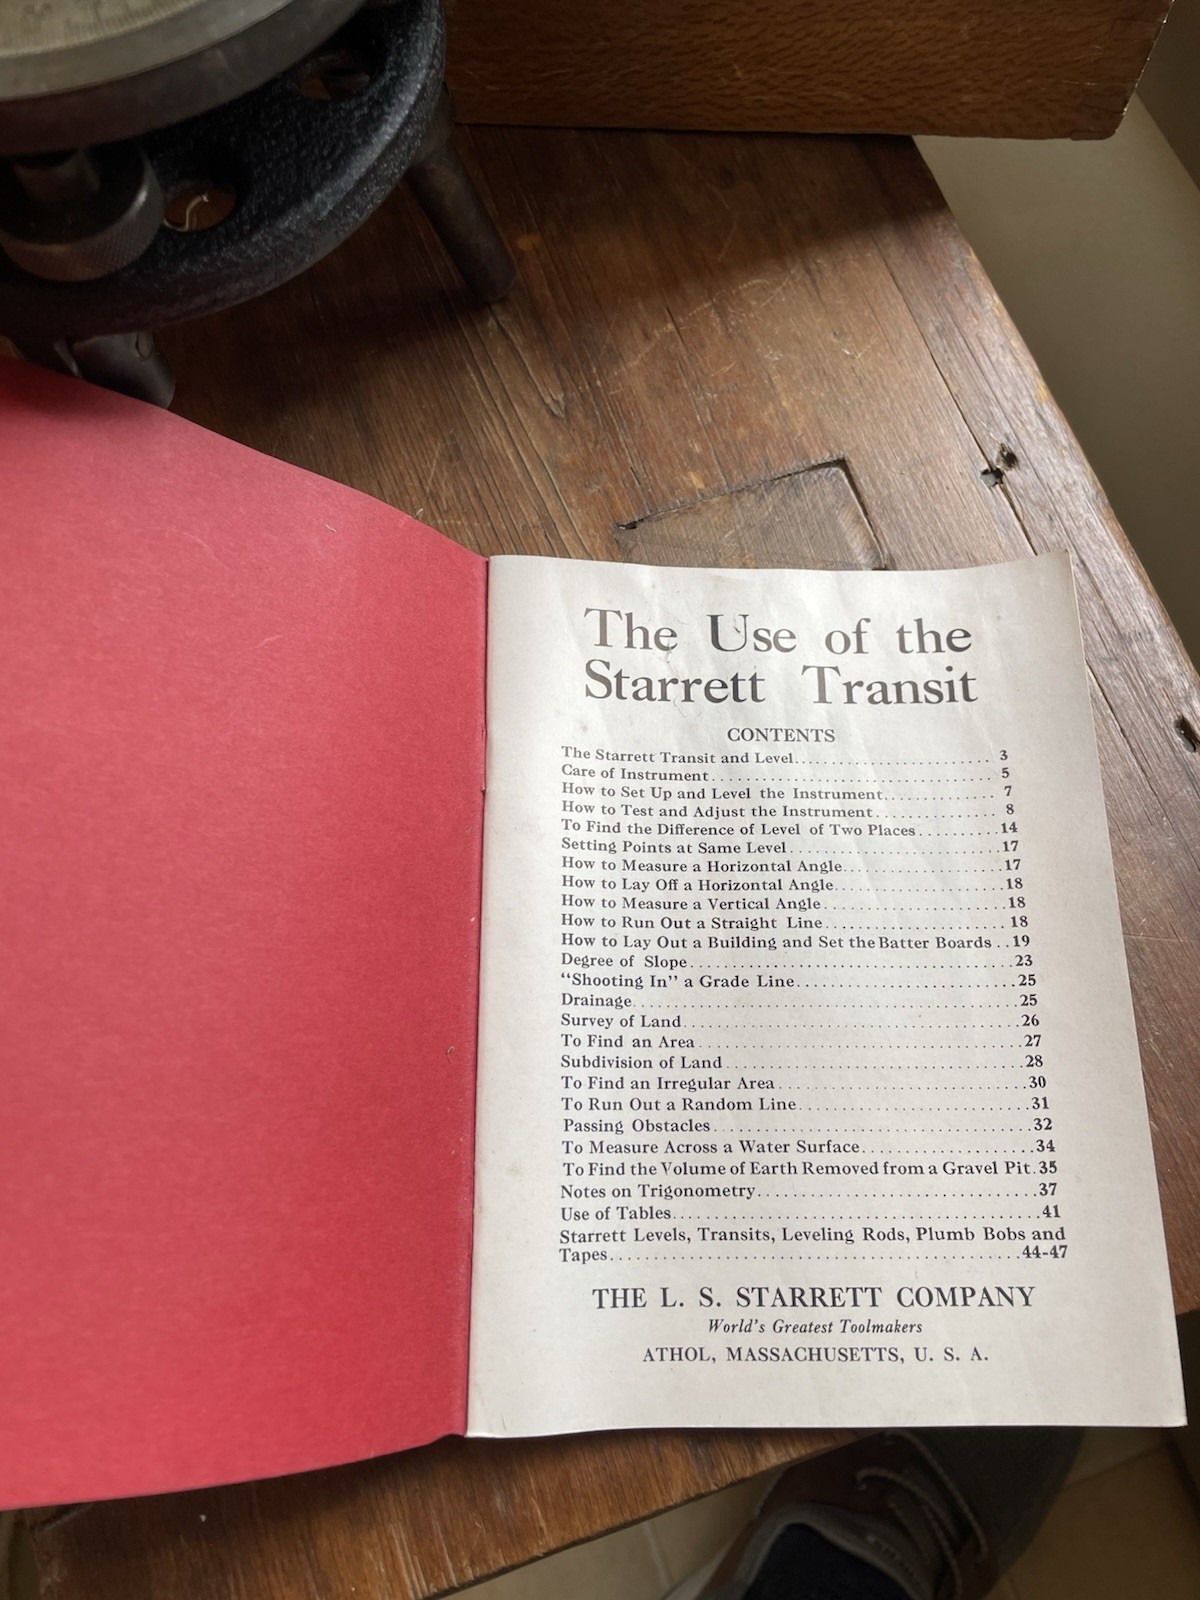 The Use of the
Starrett Transit
CONTENTS
The Starrett Transit and Level.......................... 3
Care of Instrument.......................... 5
How to Set Up and Level the Instrument.............. 7
How to Test and Adjust the Instrument............... 8
To Find the Difference of Level of Two Places..........14
Setting Points at Same Level..........................17
How to Measure a Horizontal Angle....................17
How to Lay Off a Horizontal Angle.....................18
How to Measure a Vertical Angle.......................18
How to Run Out a Straight Line.......................18
How to Lay Out a Building and Set the Batter Boards..19
Degree of Slope.......................................23
“Shooting In” a Grade Line...........................25
Drainage..............................................25
Survey of Land........................................26
To Find an Area......................................27
Subdivision of Land...................................28
To Find an Irregular Area.............................30
To Run Out a Random Line............................31
Passing Obstacles.....................................32
To Measure Across a Water Surface....................34
To Find the Volume of Earth Removed from a Gravel Pit.35
Notes on Trigonometry................................37
Use of Tables.........................................41
Starrett Levels, Transits, Leveling Rods, Plumb Bobs and
Tapes..............................................44-47
THE L. S. STARRETT COMPANY
World's Greatest Toolmakers
ATHOL, MASSACHUSETTS, U. S. A.